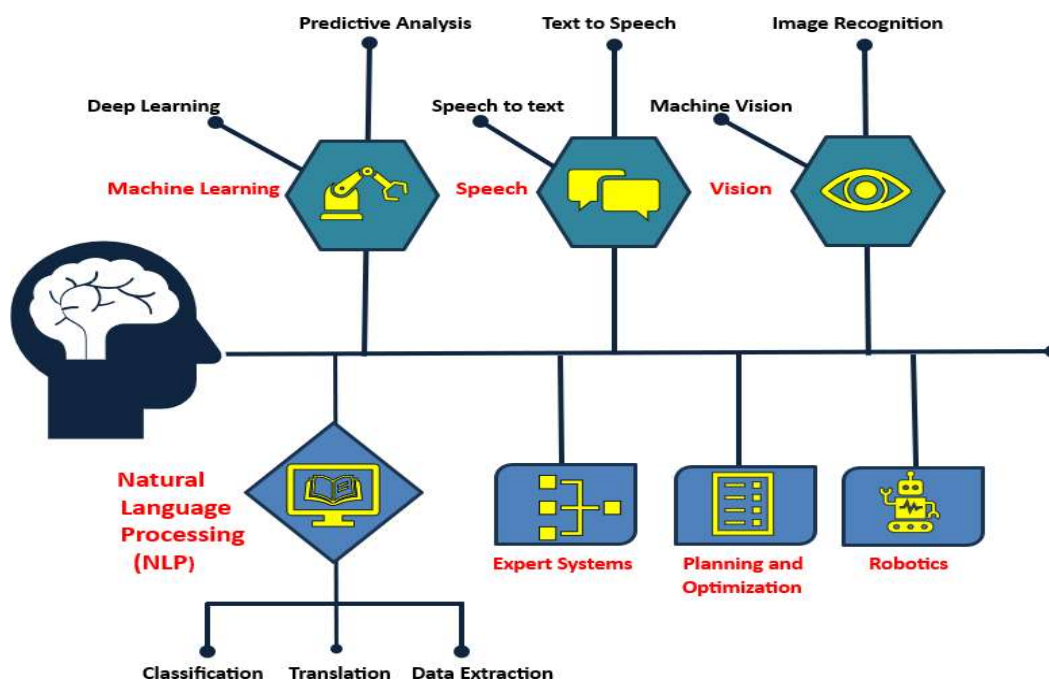 Predictive Analysis
Text to Speech
Image Recognition
Deep Learning
Speech to text
Machine Vision
Machine Learning
Speech
Vision
Natural
Language
Processing
(NLP)
Expert Systems
Planning and
Optimization
Robotics
Classification
Translation
Data Extraction